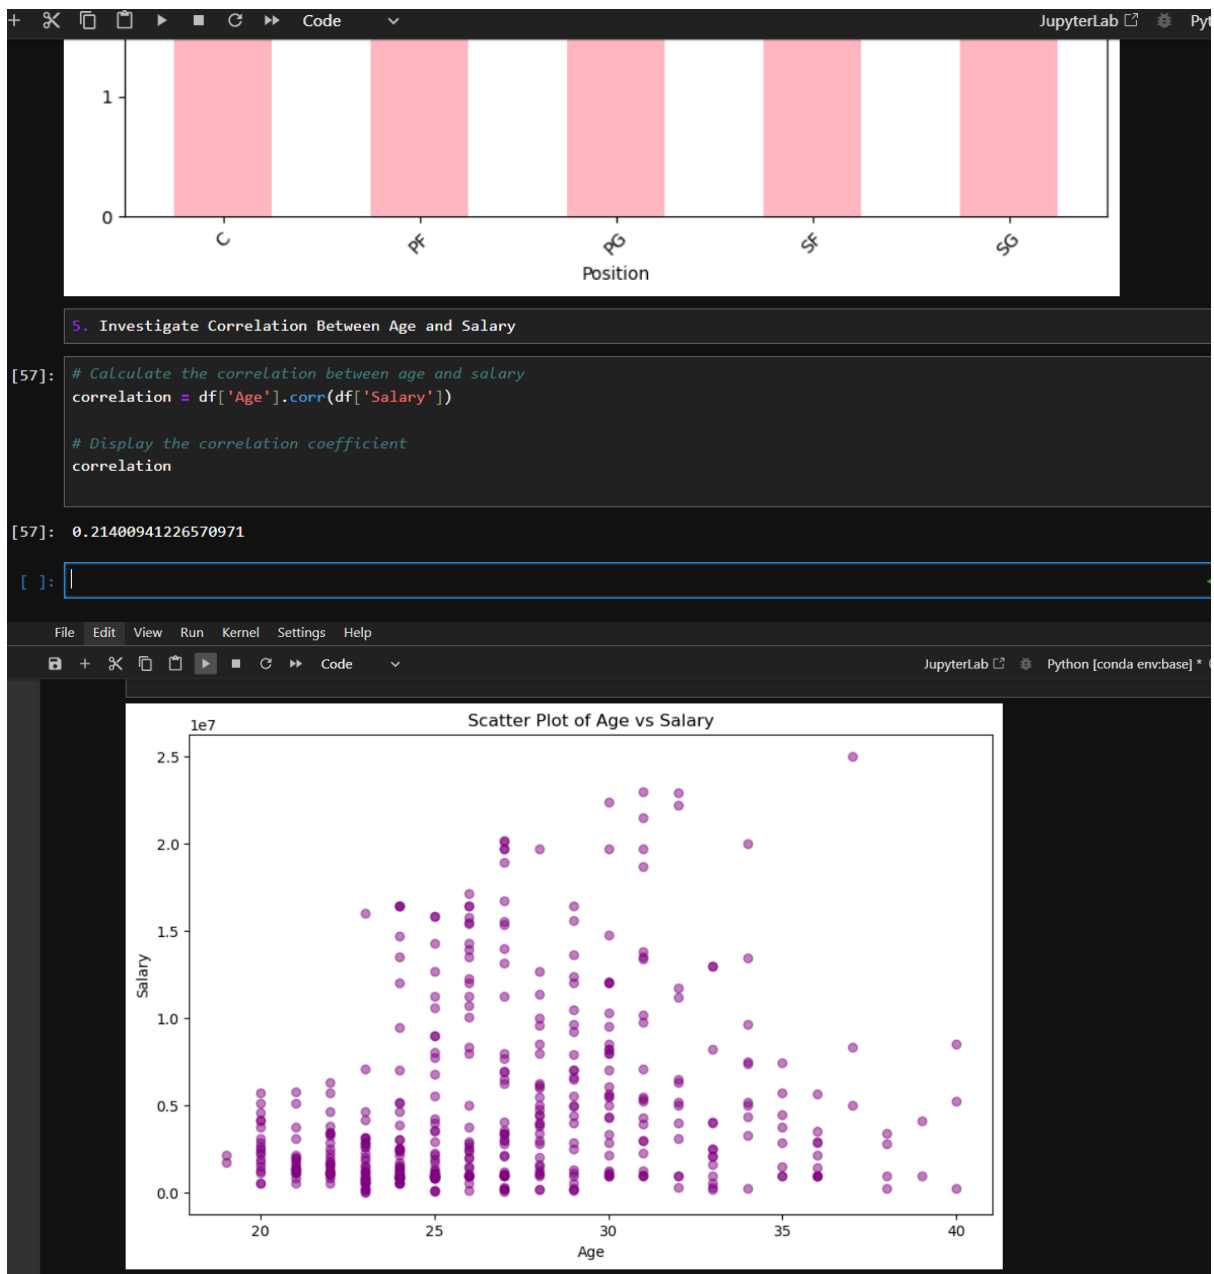 Code
JupyterLab
1
0
C
PF
PG
SF
SG
Position
5. Investigate Correlation Between Age and Salary
[57]:
# Calculate the correlation between age and salary
correlation = df['Age'].corr(df['Salary'])
# Display the correlation coefficient
correlation
[57]: 0.21400941226570971
[ ]:
File Edit View Run Kernel Settings Help
Code
JupyterLab
Python [conda env:base] *
Scatter Plot of Age vs Salary
1e7
2.5
2.0
1.5
1.0
0.5
0.0
Salary
20 25 30 35 40
Age